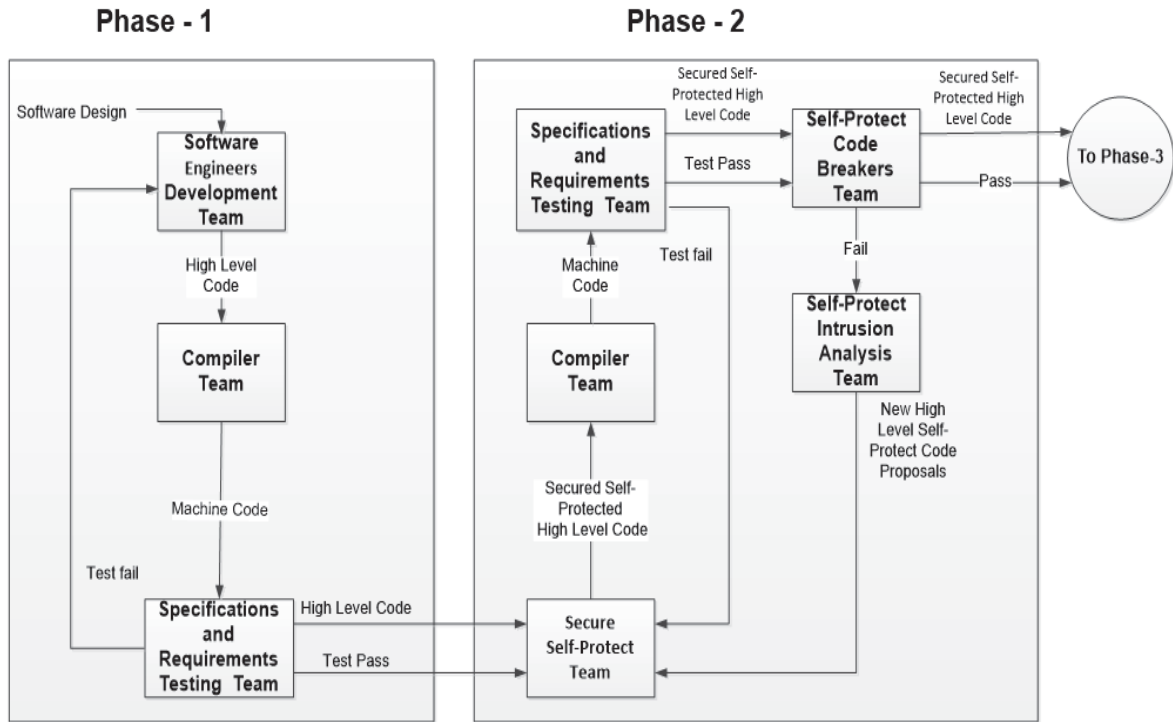 Phase - 1
Phase - 2
Software Design
Software
Engineers
Development
Team
High Level
Code
Compiler
Team
Machine Code
Test fail
Specifications
and
Requirements
Testing Team
High Level Code
Test Pass
Secured Self-
Protected High
Level Code
Secured Self-
Protected High
Level Code
Specifications
and
Requirements
Testing Team
Test Pass
Self-Protect
Code
Breakers
Team
Pass
To Phase-3
Machine
Code
Test fail
Fail
Compiler
Team
Self-Protect
Intrusion
Analysis
Team
New High
Level Self-
Protect Code
Proposals
Secured Self-
Protected
High Level Code
Secure
Self-Protect
Team